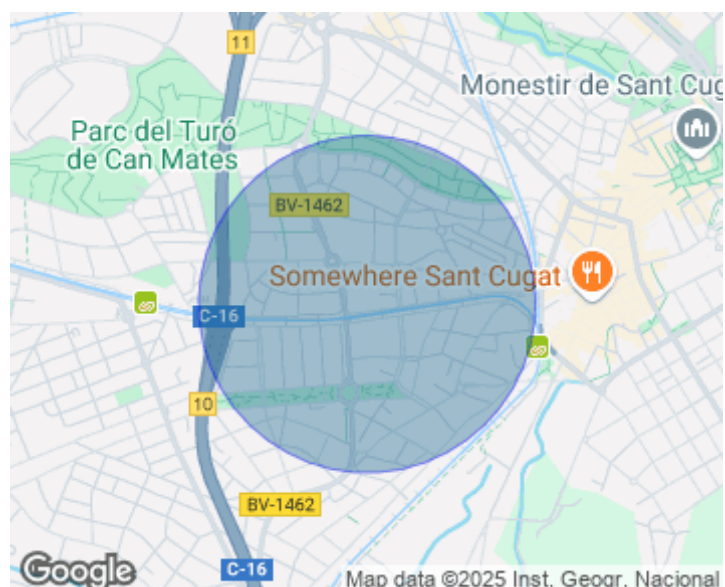 11
Monestir de Sant Cug
Parc del Turó
de Can Mates
BV-1462
Somewhere Sant Cugat
C-16
10
BV-1462
C-16
Google
Map data ©2025 Inst. Geogr. Nacional